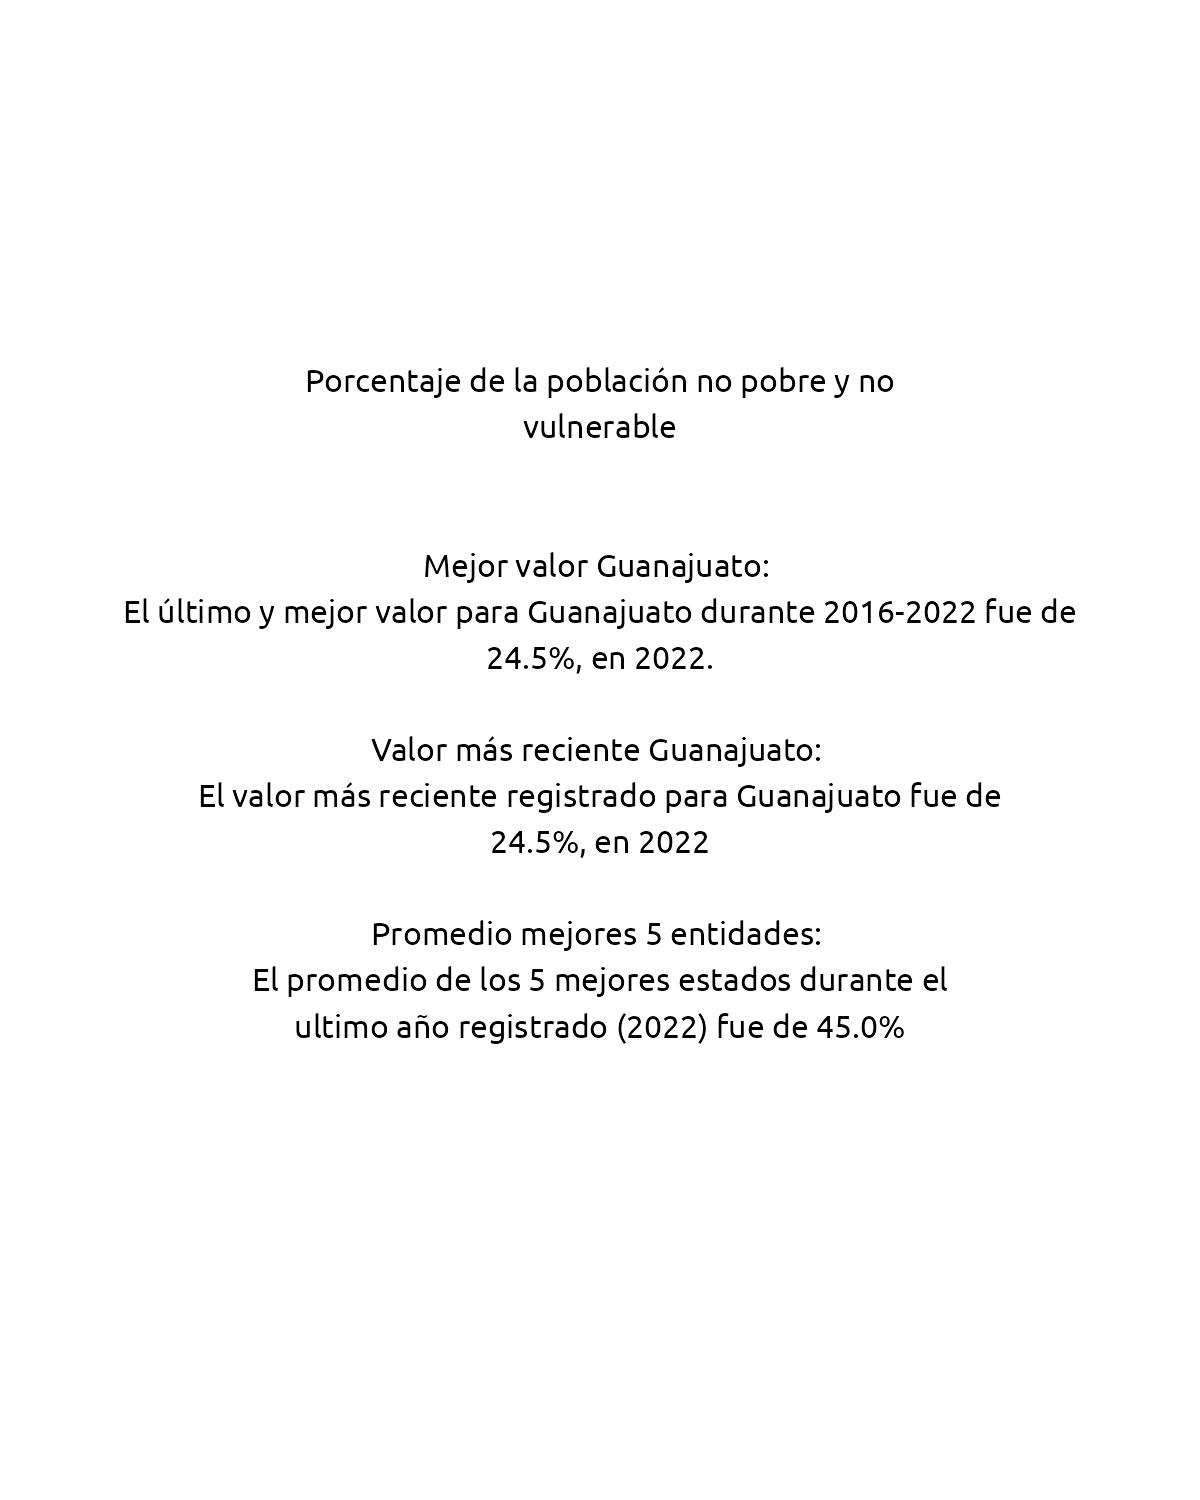 Porcentaje de la población no pobre y no
vulnerable
Mejor valor Guanajuato:
El último y mejor valor para Guanajuato durante 2016-2022 fue de
24.5%, en 2022.
Valor más reciente Guanajuato:
El valor más reciente registrado para Guanajuato fue de
24.5%, en 2022
Promedio mejores 5 entidades:
El promedio de los 5 mejores estados durante el
ultimo año registrado (2022) fue de 45.0%